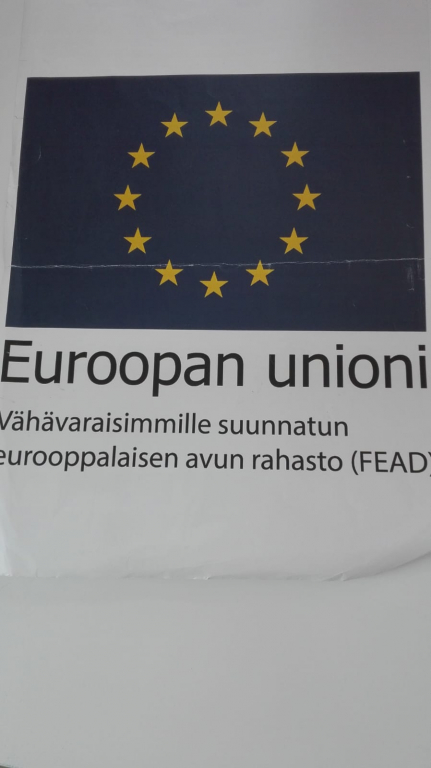 Euroopan unioni
Vähävaraisimmille suunnatun
eurooppalaisen avun rahasto (FEAD)